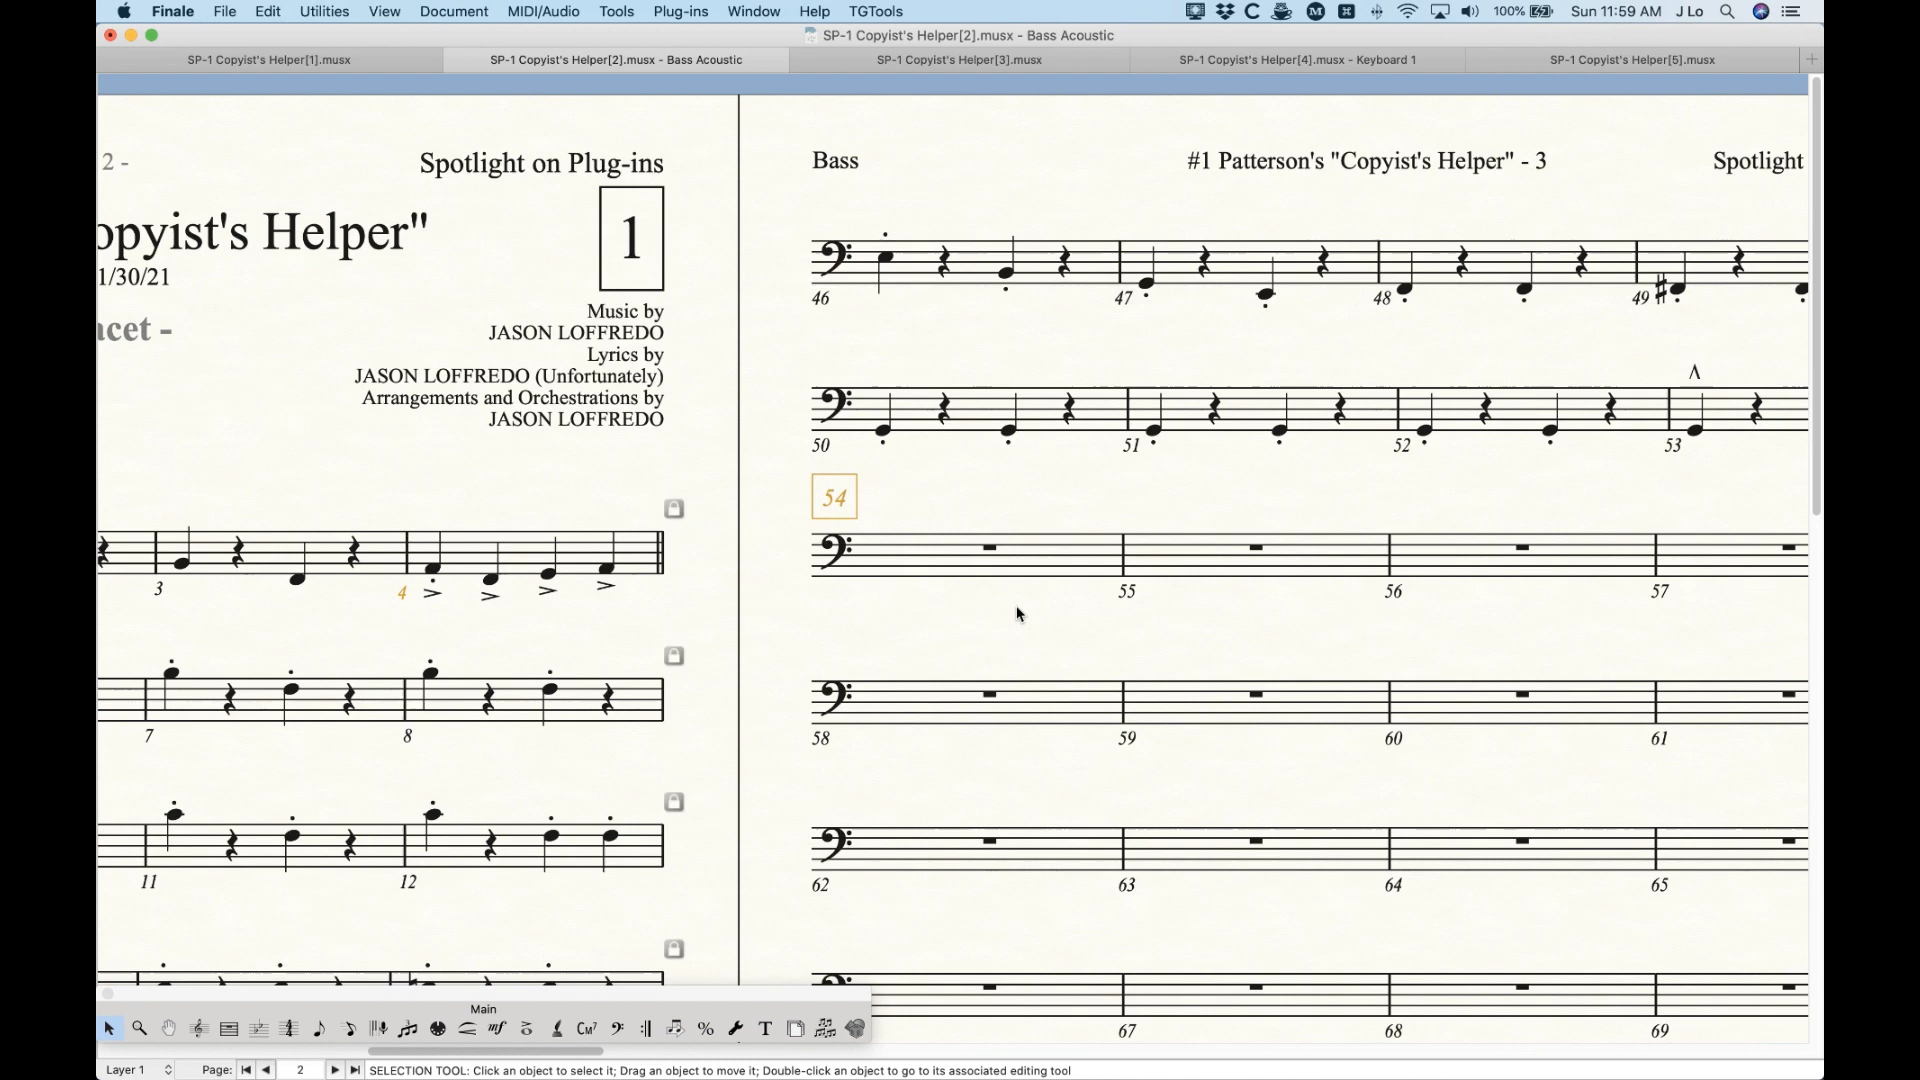 Finale File Edit Utilities View Document MIDI/Audio Tools Plug-ins Window Help TGTools 100% Sun 11:59 AM J Lo
SP-1 Copyist's Helper[2].musx - Bass Acoustic
SP-1 Copyist's Helper[1].musx SP-1 Copyist's Helper[2].musx - Bass Acoustic SP-1 Copyist's Helper[3].musx SP-1 Copyist's Helper[4].musx - Keyboard 1 SP-1 Copyist's Helper[5].musx
2 -
Spotlight on Plug-ins
1
opyist's Helper"
1/30/21
acet -
Music by
JASON LOFFREDO
Lyrics by
JASON LOFFREDO (Unfortunately)
Arrangements and Orchestrations by
JASON LOFFREDO
3 4
7 8
11 12
Bass #1 Patterson's "Copyist's Helper" - 3 Spotlight
46 47 48 49
50 51 52 53
54
55 56 57
58 59 60 61
62 63 64 65
67 68 69
Main
mf CM7 % T
Layer 1 Page: 2 SELECTION TOOL: Click an object to select it; Drag an object to move it; Double-click an object to go to its associated editing tool